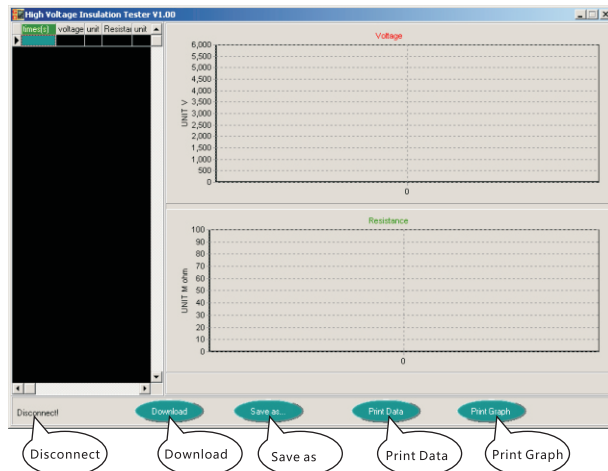 High Voltage Insulation Tester V1.00
times(s) voltage unit Resistai unit
Voltage
6,000
5,500
5,000
4,500
4,000
3,500
3,000
2,500
2,000
1,500
1,000
500
0
UNIT V
0
Resistance
100
90
80
70
60
50
40
30
20
10
0
UNIT M ohm
0
Disconnect!
Download
Save as...
Print Data
Print Graph
Disconnect
Download
Save as
Print Data
Print Graph